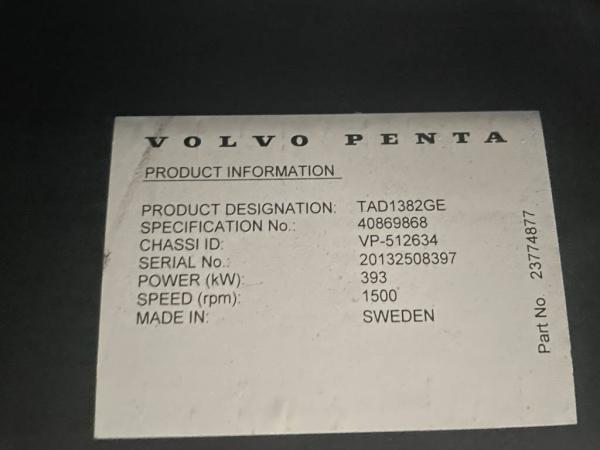 VOLVO PENTA
PRODUCT INFORMATION
PRODUCT DESIGNATION: TAD1382GE
SPECIFICATION No.: 40869868
CHASSI ID: VP-512634
SERIAL No.: 20132508397
POWER (kW): 393
SPEED (rpm): 1500
MADE IN: SWEDEN
Part No. 23774877